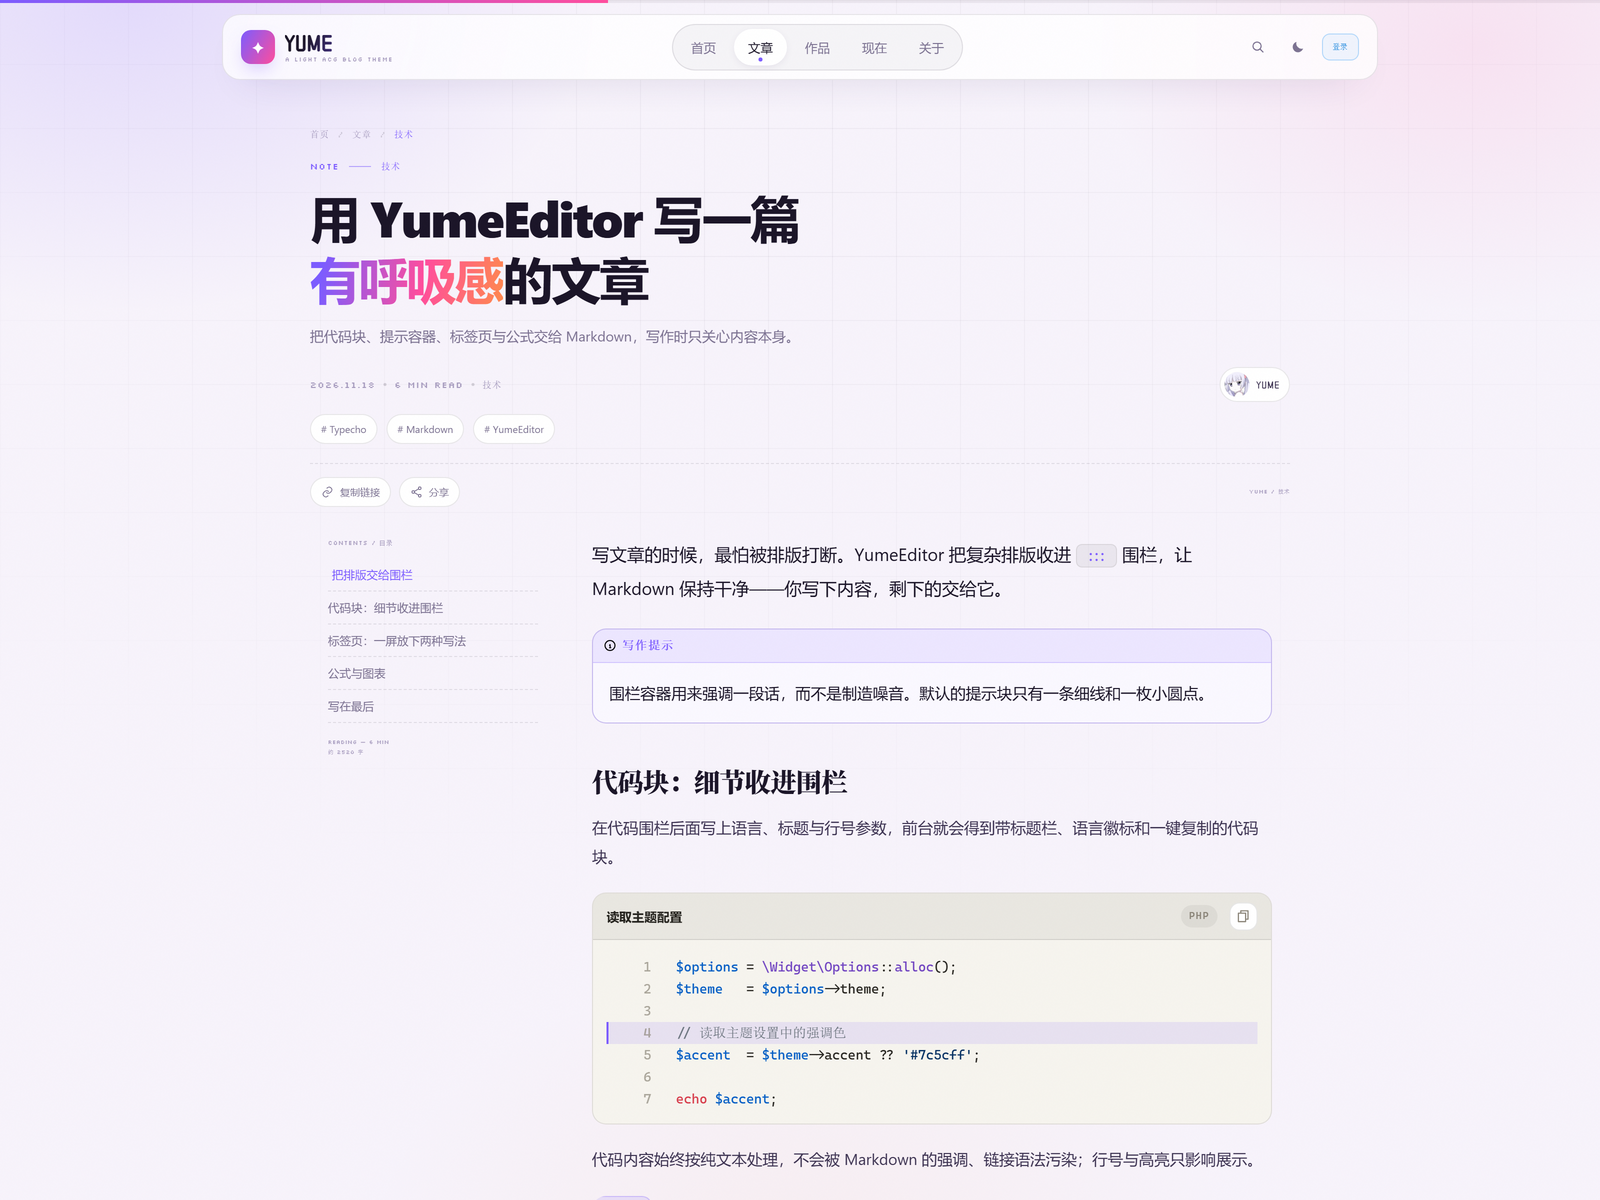 YUME
A LIGHT ACG BLOG THEME
首页
文章
作品
现在
关于
登录
首页 / 文章 / 技术
NOTE 技术
用 YumeEditor 写一篇
有呼吸感的文章
把代码块、提示容器、标签页与公式交给 Markdown，写作时只关心内容本身。
2026.11.18 • 6 MIN READ • 技术
YUME
# Typecho
# Markdown
# YumeEditor
复制链接
分享
YUME / 技术
CONTENTS / 目录
把排版交给围栏
代码块：细节收进围栏
标签页：一屏放下两种写法
公式与图表
写在最后
READING — 6 MIN
约 2526 字
写文章的时候，最怕被排版打断。YumeEditor 把复杂排版收进 ::: 围栏，让
Markdown 保持干净——你写下内容，剩下的交给它。
写作提示
围栏容器用来强调一段话，而不是制造噪音。默认的提示块只有一条细线和一枚小圆点。
代码块：细节收进围栏
在代码围栏后面写上语言、标题与行号参数，前台就会得到带标题栏、语言徽标和一键复制的代码
块。
读取主题配置
PHP
1 $options = \Widget\Options::alloc();
2 $theme   = $options->theme;
3
4 // 读取主题设置中的强调色
5 $accent  = $theme->accent ?? '#7c5cff';
6
7 echo $accent;
代码内容始终按纯文本处理，不会被 Markdown 的强调、链接语法污染；行号与高亮只影响展示。